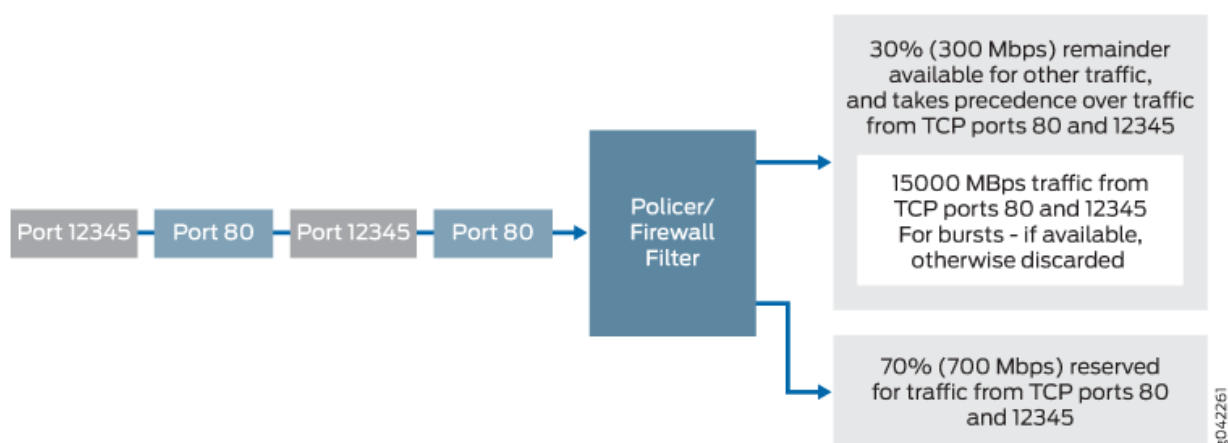 Port 12345
Port 80
Port 12345
Port 80
Policer/
Firewall
Filter
30% (300 Mbps) remainder
available for other traffic,
and takes precedence over traffic
from TCP ports 80 and 12345
15000 MBps traffic from
TCP ports 80 and 12345
For bursts - if available,
otherwise discarded
70% (700 Mbps) reserved
for traffic from TCP ports 80
and 12345